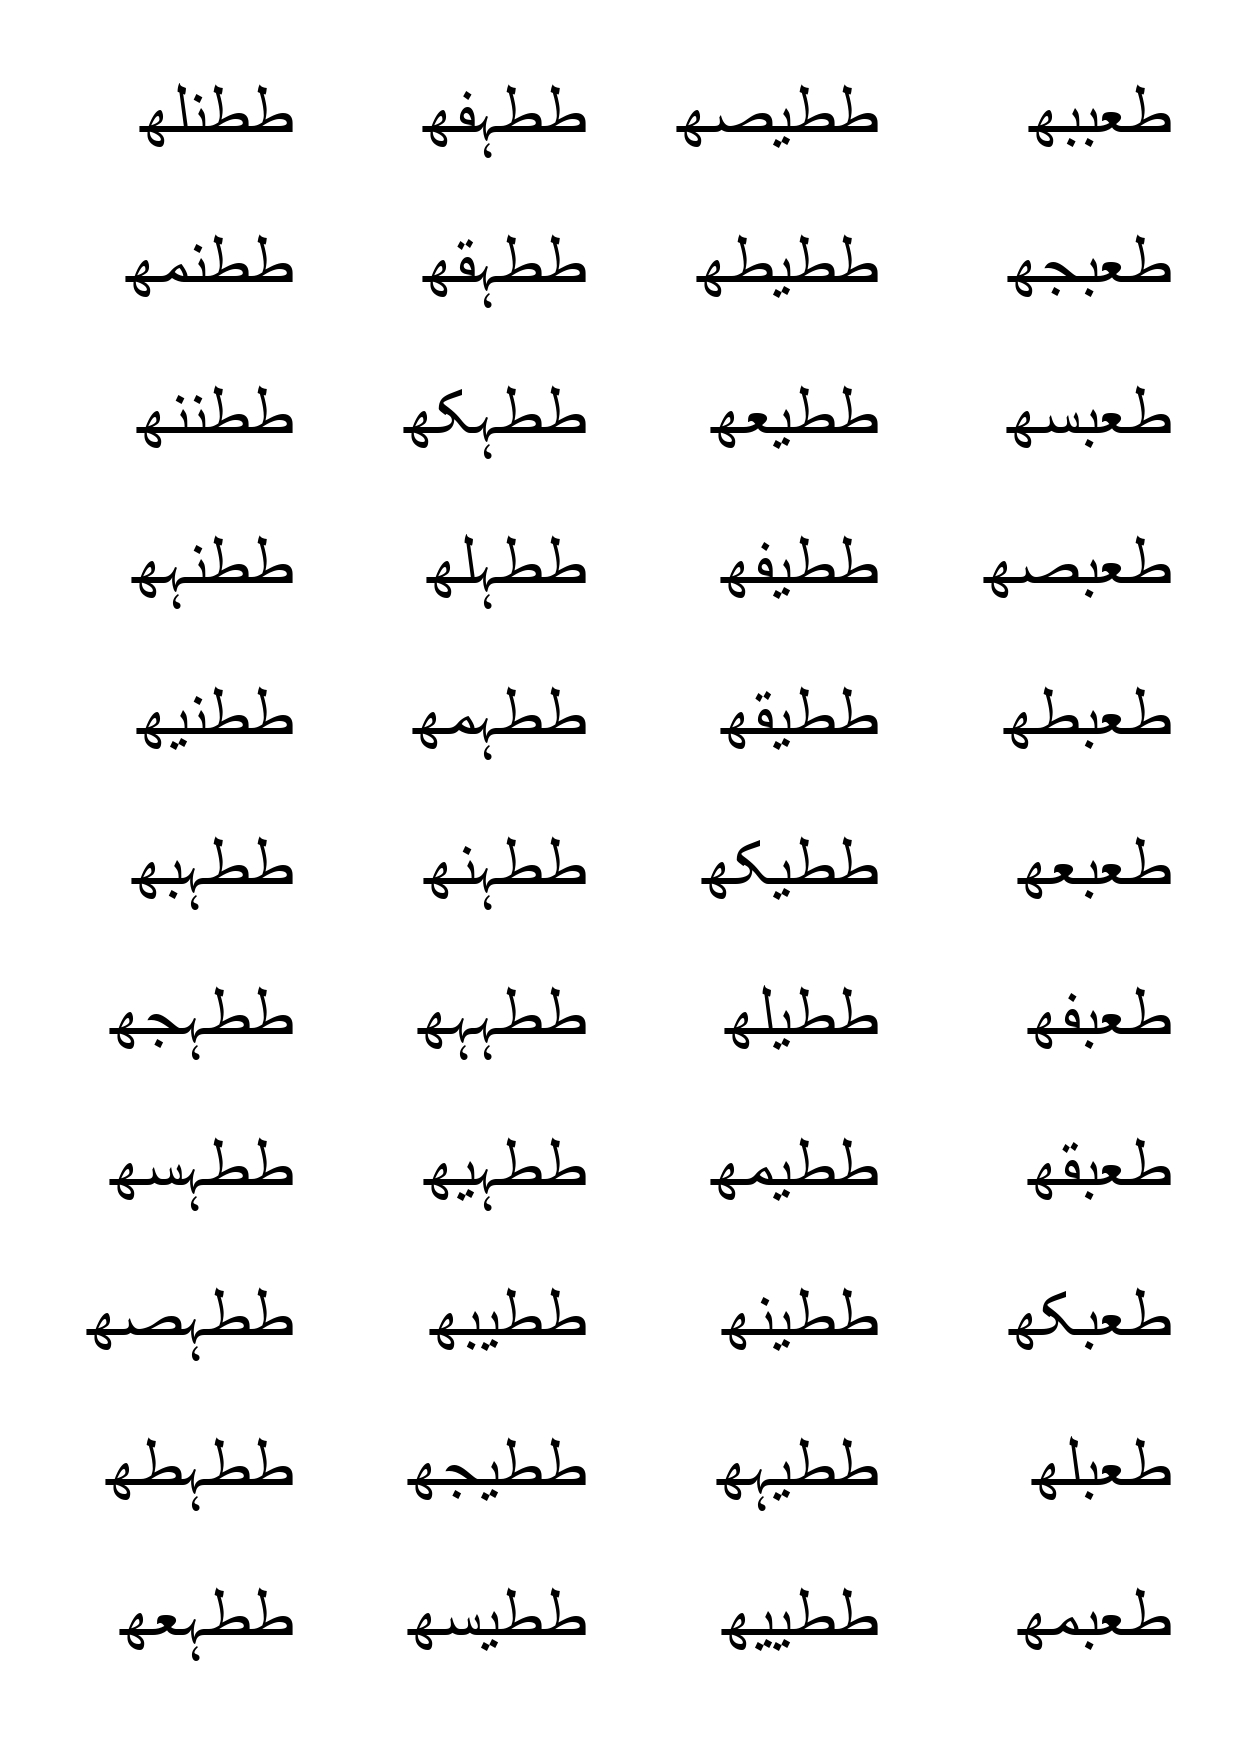 طعببھ ططیصھ ططہفھ ططنلھ
طعبجھ ططیطھ ططہقھ ططنمھ
طعبسھ ططیعھ ططہکھ ططننھ
طعبصھ ططیفھ ططہلھ ططنہھ
طعبطھ ططیقھ ططہمھ ططنیھ
طعبعھ ططیکھ ططہنھ ططہبھ
طعبفھ ططیلھ ططہہھ ططہجھ
طعبقھ ططیمھ ططہیھ ططہسھ
طعبکھ ططینھ ططیبھ ططہصھ
طعبلھ ططیہھ ططیجھ ططہطھ
طعبمھ ططییھ ططیسھ ططہعھ